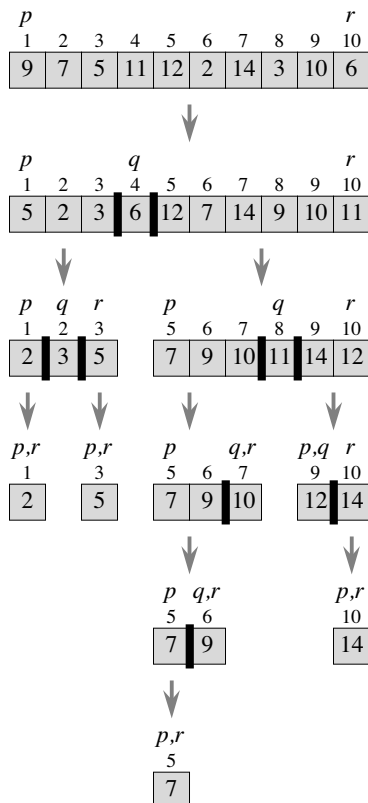 p r
1 2 3 4 5 6 7 8 9 10
9 7 5 11 12 2 14 3 10 6
p q r
1 2 3 4 5 6 7 8 9 10
5 2 3 6 12 7 14 9 10 11
p q r p q r
1 2 3 5 6 7 8 9 10
2 3 5 7 9 10 11 14 12
p,r p,r p q,r p,q r
1 3 5 6 7 9 10
2 5 7 9 10 12 14
p q,r p,r
5 6 10
7 9 14
p,r
5
7